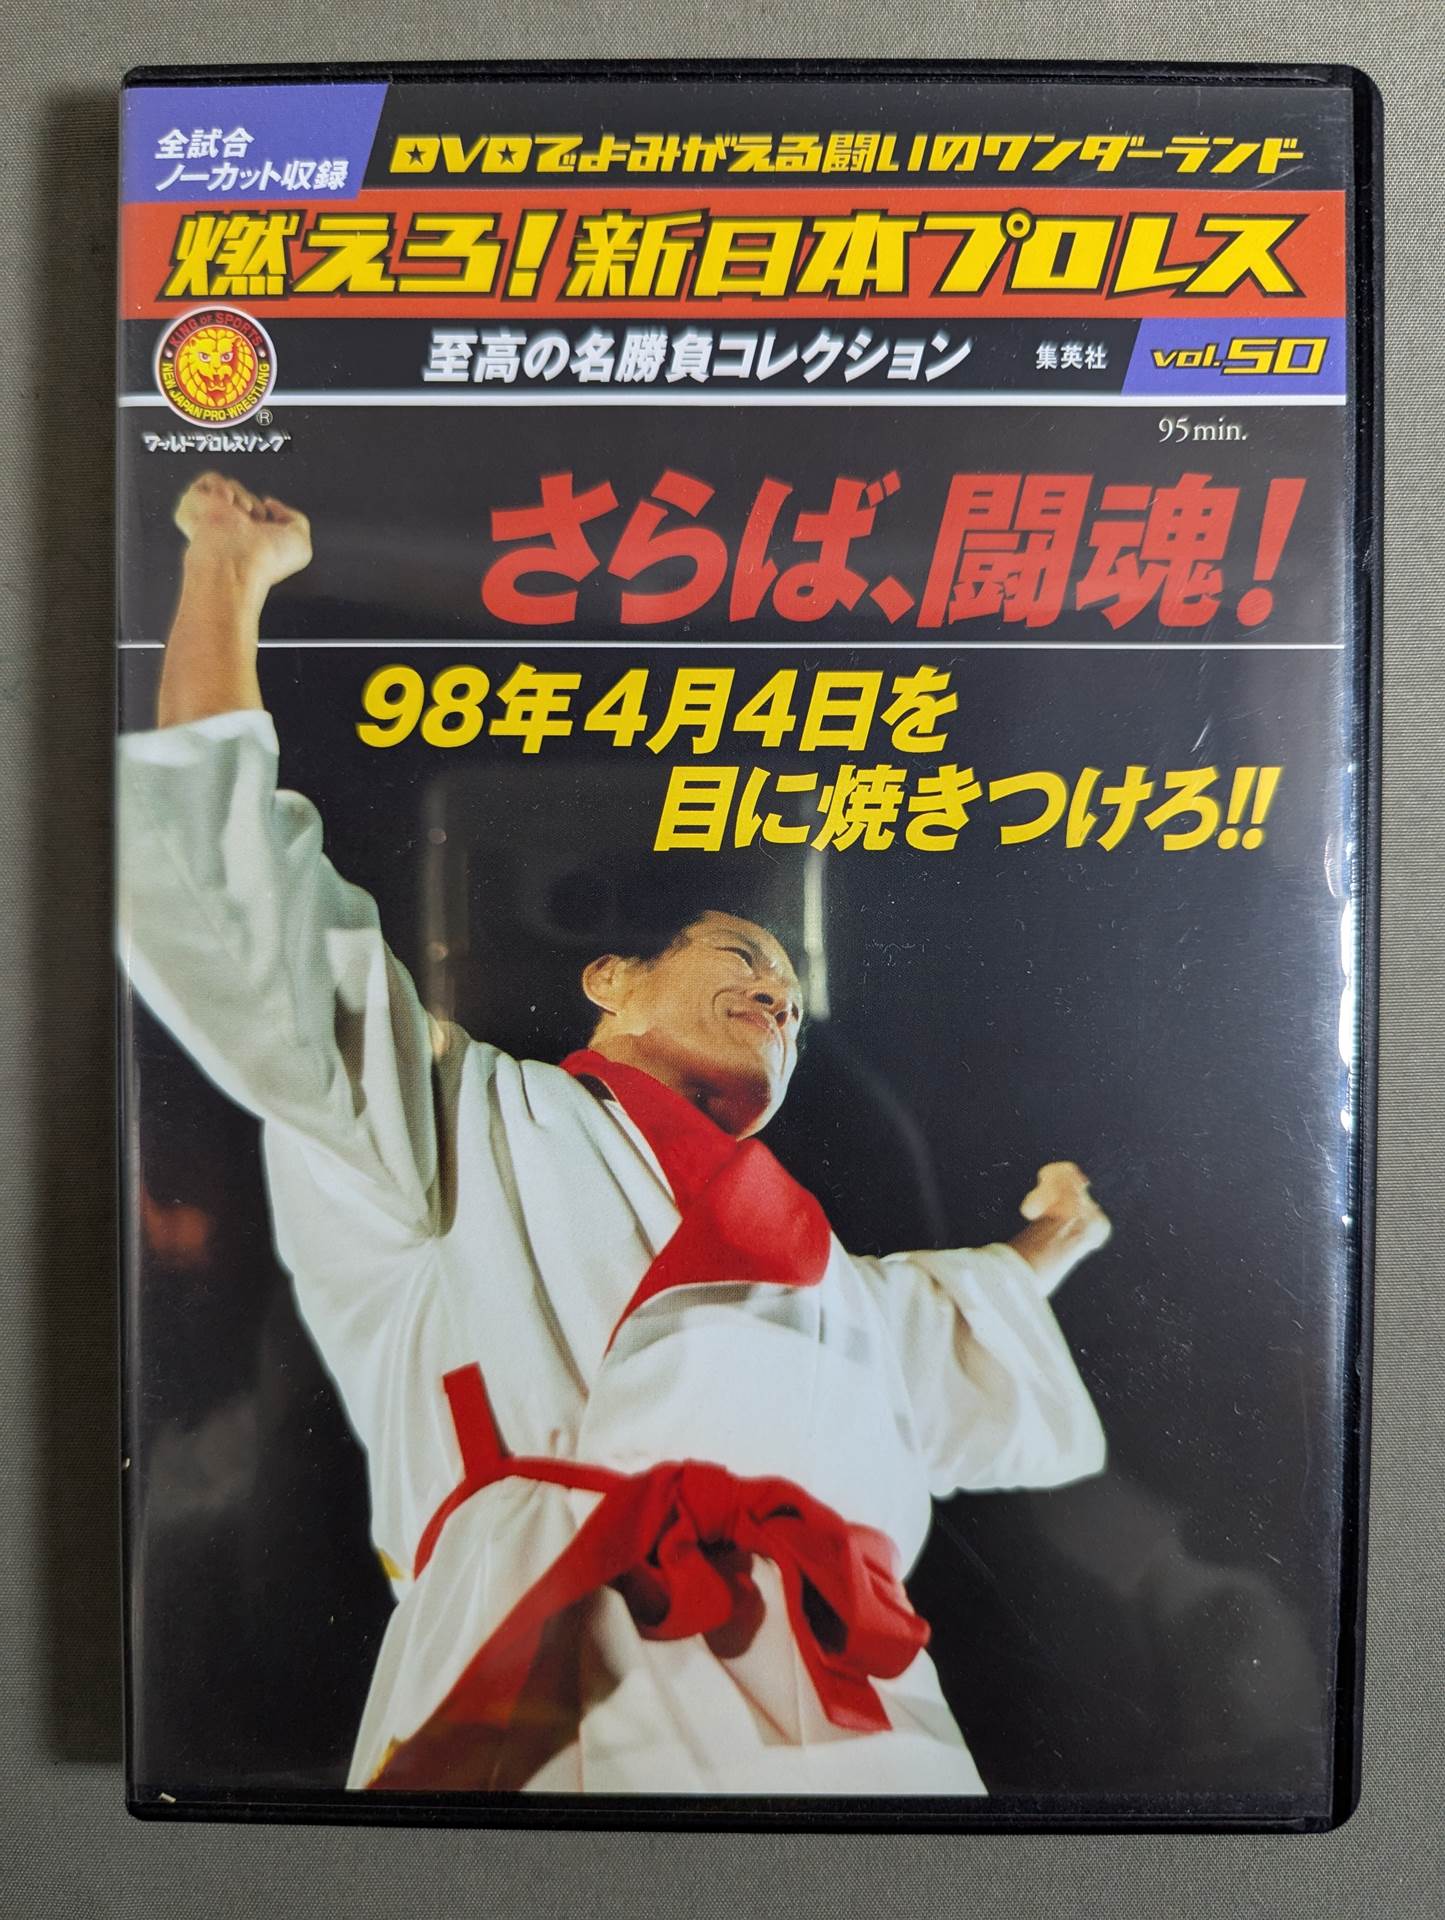 全試合
ノーカット収録
DVDでよみがえる闘いのワンダーランド
燃えろ!新日本プロレス
KING OF SPORTS
NEW JAPAN PRO-WRESTLING
®
ワールドプロレスリング
至高の名勝負コレクション
集英社
vol.50
95min.
さらば、闘魂!
98年4月4日を
目に焼きつけろ!!